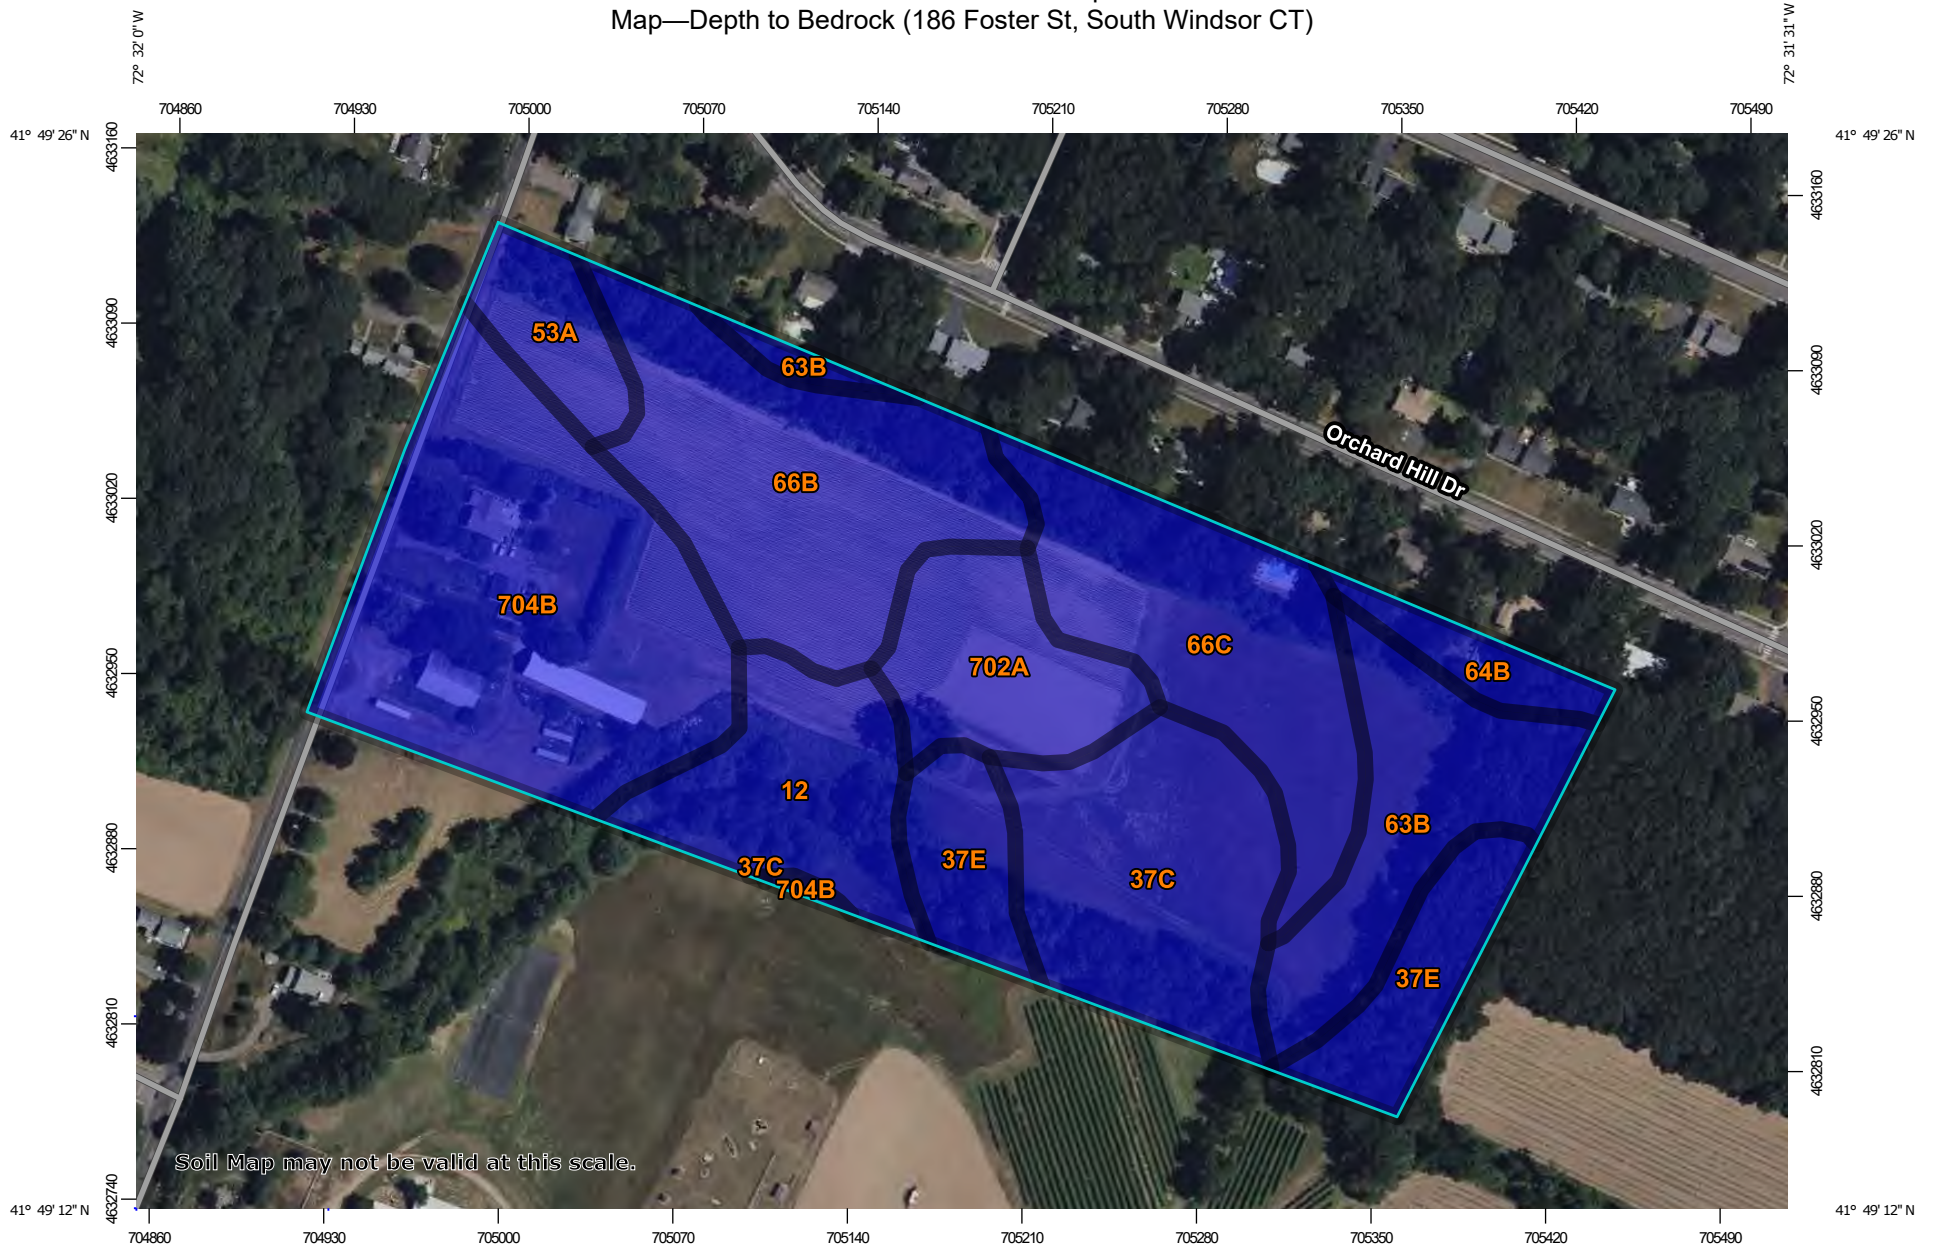 Map—Depth to Bedrock (186 Foster St, South Windsor CT)
72° 32' 0'' W
72° 31' 31'' W
704860 704930 705000 705070 705140 705210 705280 705350 705420 705490
41° 49' 26'' N
41° 49' 26'' N
4633160
4633160
4633090
4633090
4633020
4633020
4632950
4632950
4632880
4632880
4632810
4632810
4632740
53A
63B
Orchard Hill Dr
66B
704B
66C
702A
64B
12
63B
37E
37C
37C
704B
37E
Soil Map may not be valid at this scale.
41° 49' 12'' N
41° 49' 12'' N
704860 704930 705000 705070 705140 705210 705280 705350 705420 705490